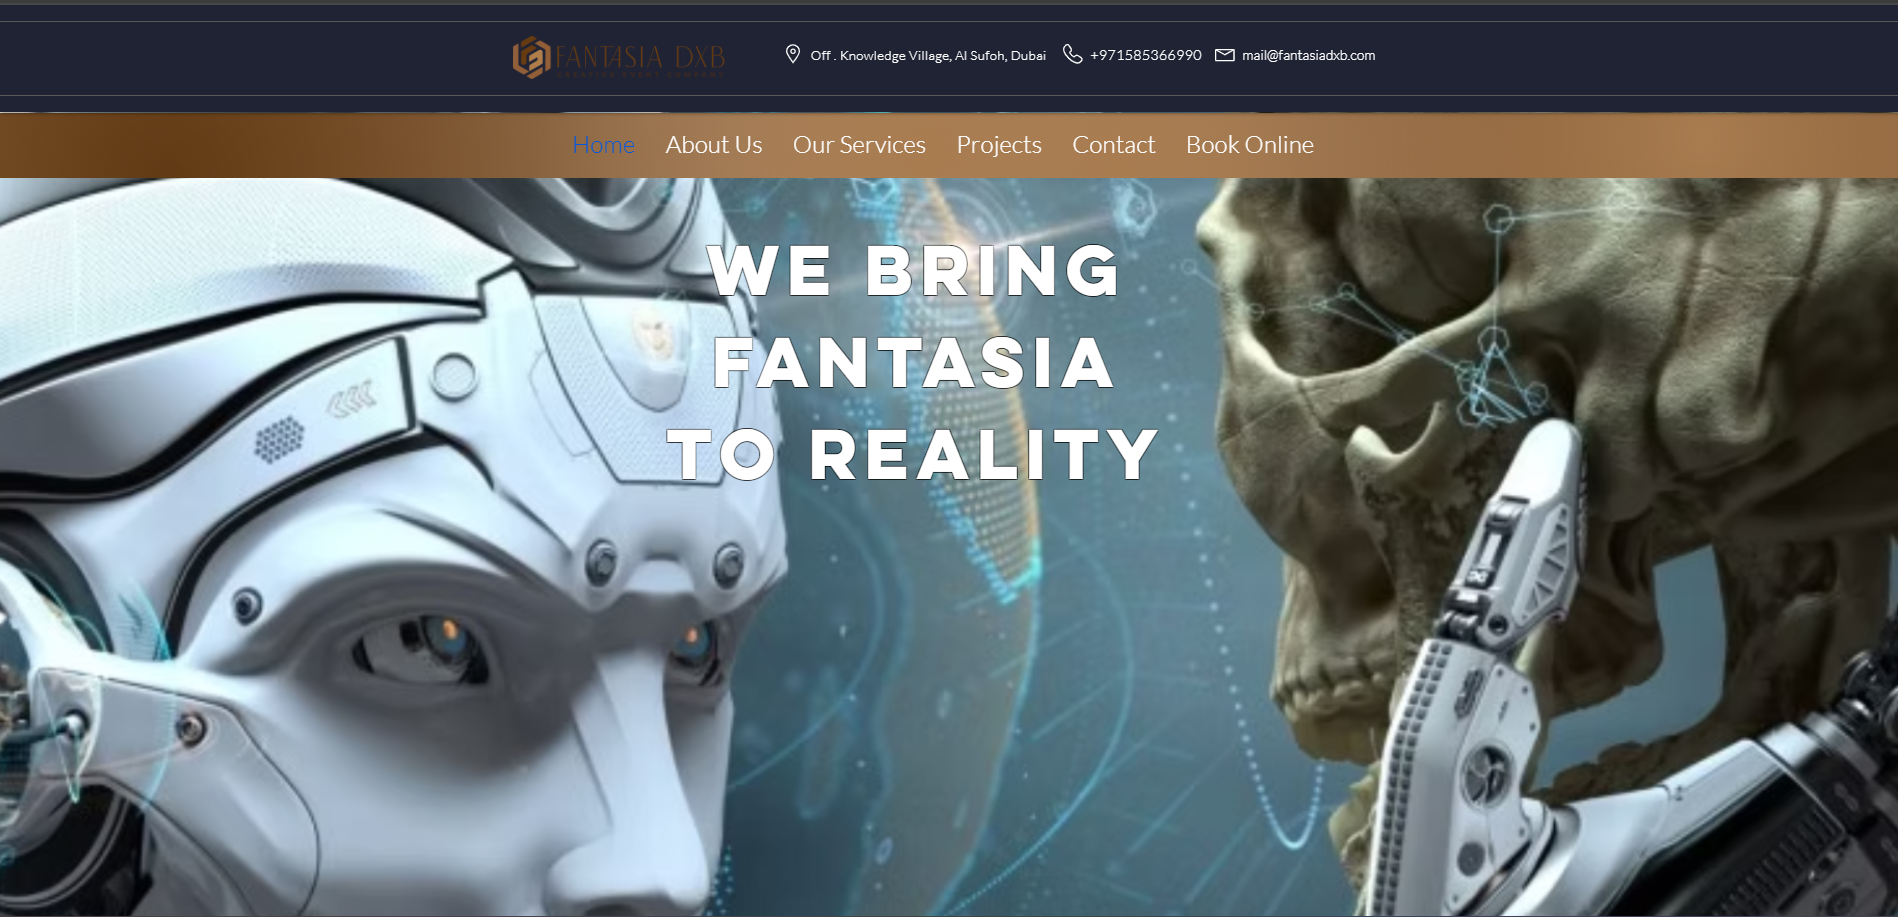 FANTASIA DXB
CREATIVE EVENT COMPANY
Off . Knowledge Village, Al Sufoh, Dubai
+971585366990
mail@fantasiadxb.com
Home About Us Our Services Projects Contact Book Online
WE BRING
FANTASIA
TO REALITY